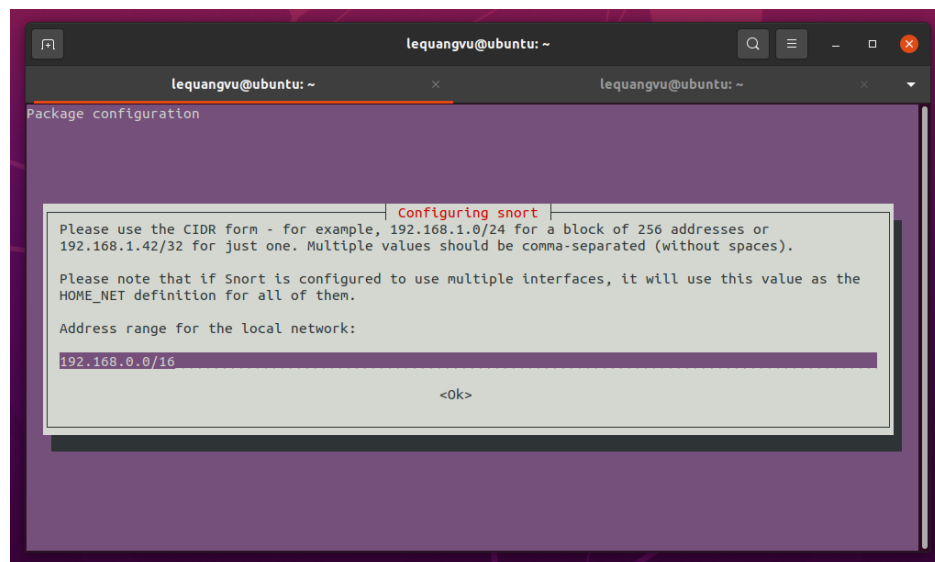 lequangvu@ubuntu: ~
lequangvu@ubuntu: ~
lequangvu@ubuntu: ~
Package configuration
Configuring snort
Please use the CIDR form - for example, 192.168.1.0/24 for a block of 256 addresses or
192.168.1.42/32 for just one. Multiple values should be comma-separated (without spaces).
Please note that if Snort is configured to use multiple interfaces, it will use this value as the
HOME_NET definition for all of them.
Address range for the local network:
192.168.0.0/16
<Ok>